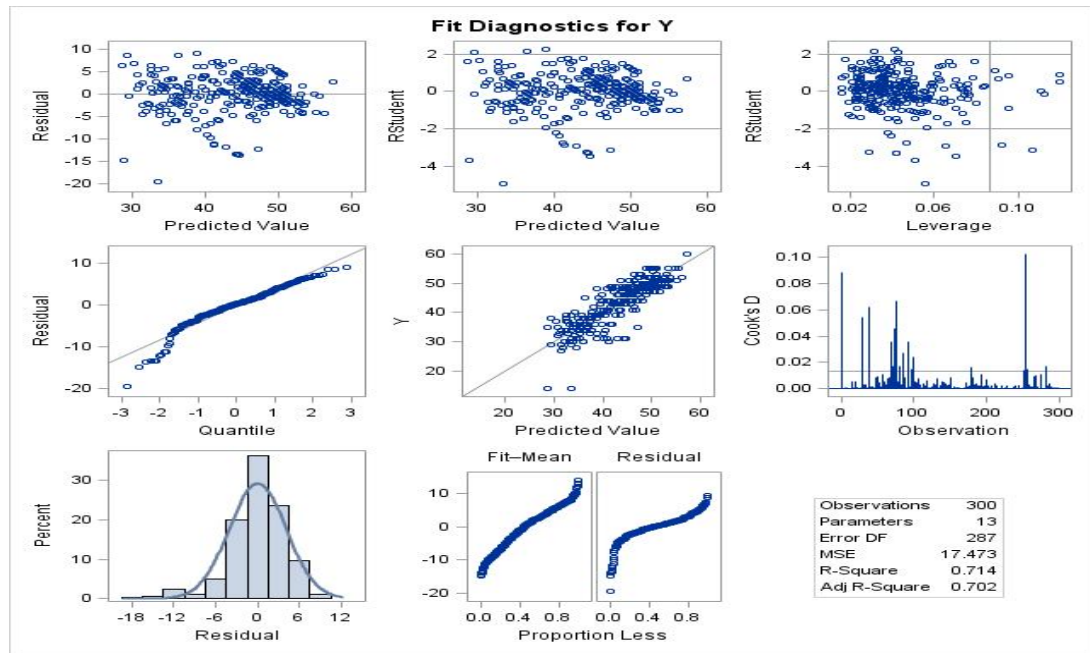 Fit Diagnostics for Y
10
5
0
-5
-10
-15
-20
Residual
30 40 50 60
Predicted Value
2
0
-2
-4
RStudent
30 40 50 60
Predicted Value
2
0
-2
-4
RStudent
0.02 0.06 0.10
Leverage
10
0
-10
-20
Residual
-3 -2 -1 0 1 2 3
Quantile
60
50
40
30
20
Y
20 30 40 50 60
Predicted Value
0.10
0.08
0.06
0.04
0.02
0.00
Cook's D
0 100 200 300
Observation
30
20
10
0
Percent
-18 -12 -6 0 6 12
Residual
Fit–Mean Residual
10
0
-10
-20
0.0 0.4 0.8 0.0 0.4 0.8
Proportion Less
Observations 300
Parameters 13
Error DF 287
MSE 17.473
R-Square 0.714
Adj R-Square 0.702